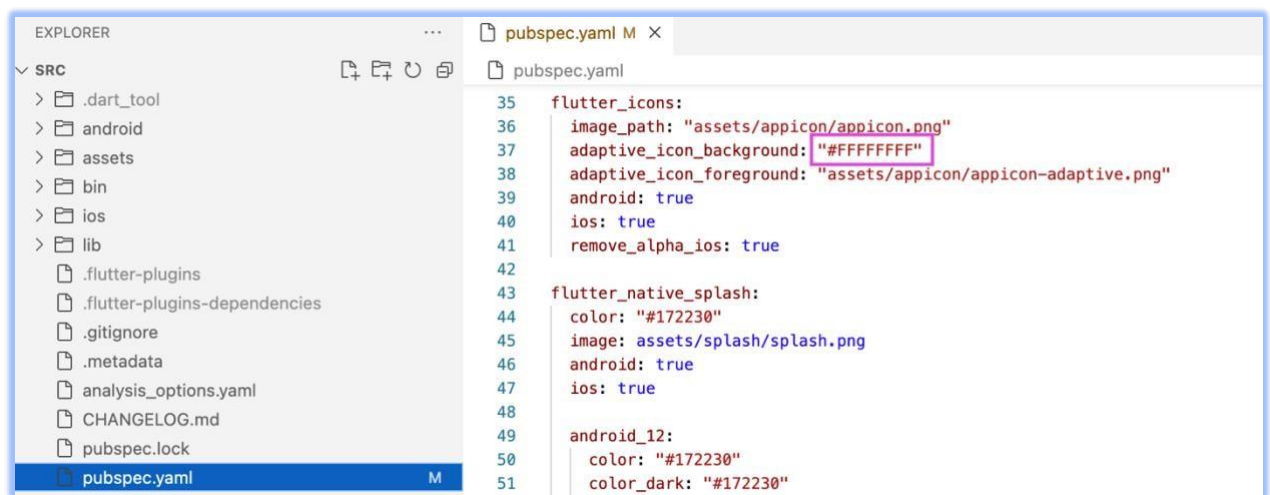 EXPLORER
...
SRC
.dart_tool
android
assets
bin
ios
lib
.flutter-plugins
.flutter-plugins-dependencies
.gitignore
.metadata
analysis_options.yaml
CHANGELOG.md
pubspec.lock
pubspec.yaml M
pubspec.yaml M ×
pubspec.yaml
35 flutter_icons:
36 image_path: "assets/appicon/appicon.png"
37 adaptive_icon_background: "#FFFFFFFF"
38 adaptive_icon_foreground: "assets/appicon/appicon-adaptive.png"
39 android: true
40 ios: true
41 remove_alpha_ios: true
42
43 flutter_native_splash:
44 color: "#172230"
45 image: assets/splash/splash.png
46 android: true
47 ios: true
48
49 android_12:
50 color: "#172230"
51 color_dark: "#172230"